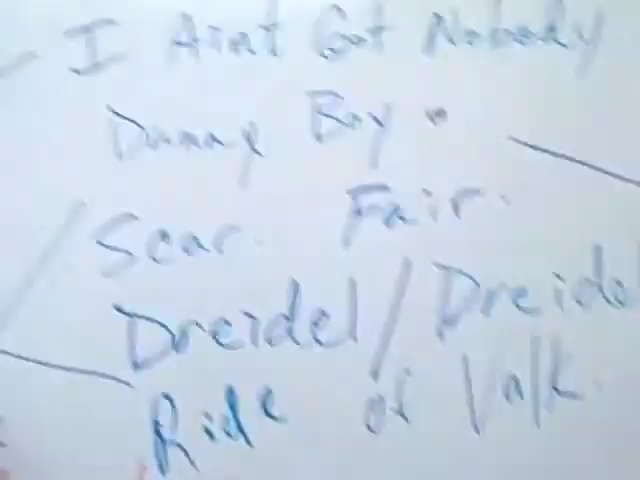 I Aint Got Nobody
Danny Boy
Scar. Fair.
Dreidel / Dreidel
Ride of Valk.